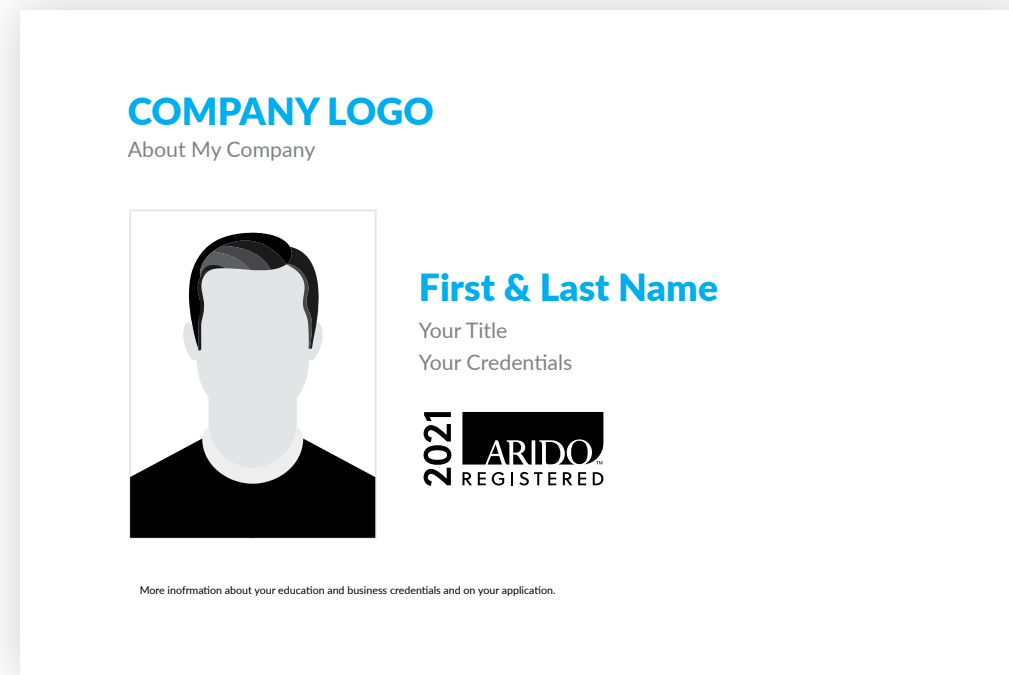 COMPANY LOGO
About My Company
First & Last Name
Your Title
Your Credentials
2021
ARIDO™
REGISTERED
More inofrmation about your education and business credentials and on your application.